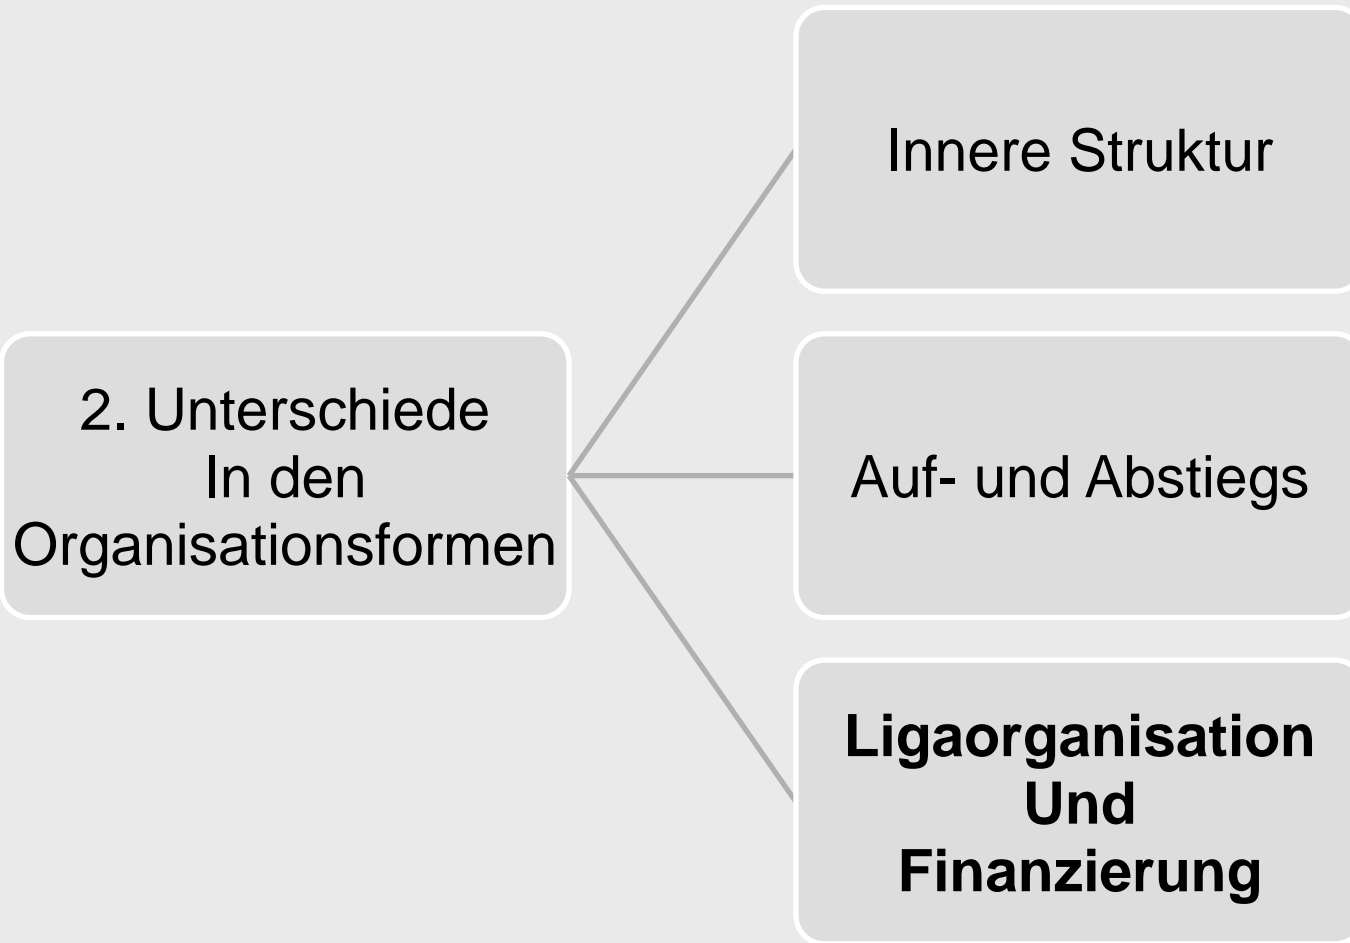 Innere Struktur
2. Unterschiede
In den
Organisationsformen
Auf- und Abstiegs
Ligaorganisation
Und
Finanzierung